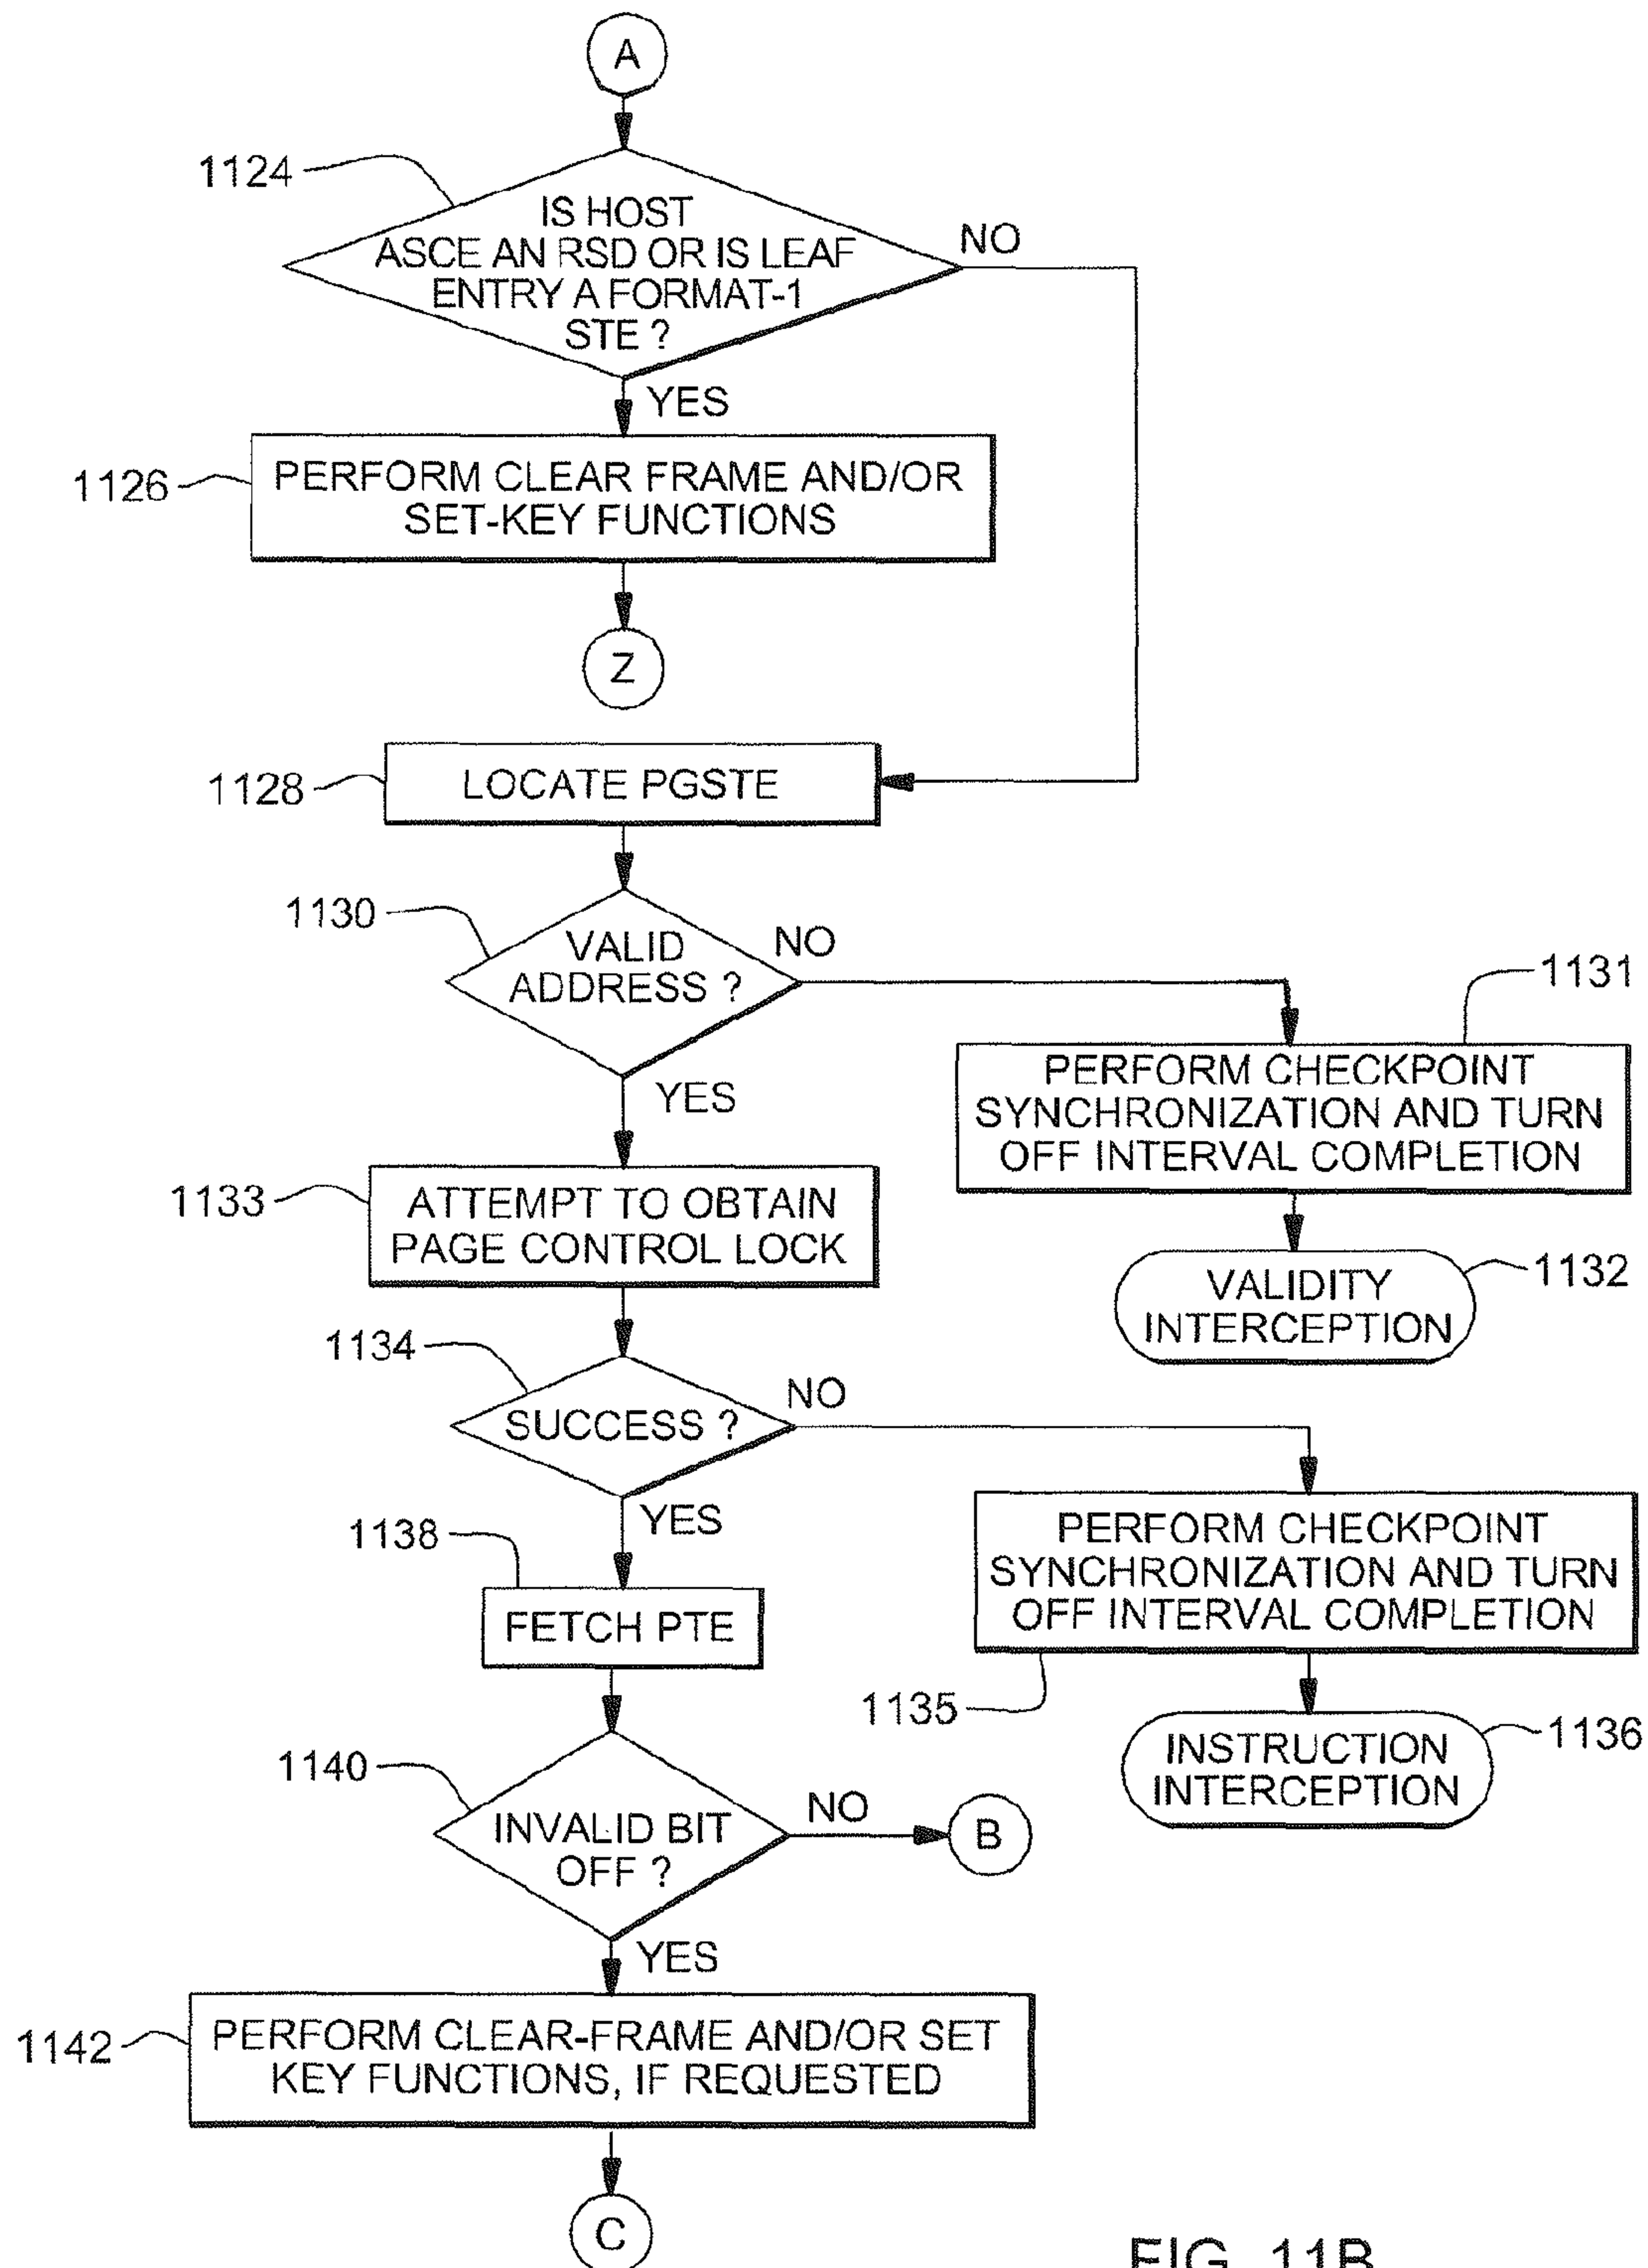 A
1124
IS HOST
ASCE AN RSD OR IS LEAF
ENTRY A FORMAT-1
STE ?
NO
YES
1126
PERFORM CLEAR FRAME AND/OR
SET-KEY FUNCTIONS
Z
1128
LOCATE PGSTE
1130
VALID
ADDRESS ?
NO
YES
1131
PERFORM CHECKPOINT
SYNCHRONIZATION AND TURN
OFF INTERVAL COMPLETION
1132
VALIDITY
INTERCEPTION
1133
ATTEMPT TO OBTAIN
PAGE CONTROL LOCK
1134
SUCCESS ?
NO
YES
1135
PERFORM CHECKPOINT
SYNCHRONIZATION AND TURN
OFF INTERVAL COMPLETION
1136
INSTRUCTION
INTERCEPTION
1138
FETCH PTE
1140
INVALID BIT
OFF ?
NO
B
YES
1142
PERFORM CLEAR-FRAME AND/OR SET
KEY FUNCTIONS, IF REQUESTED
C
FIG. 11B